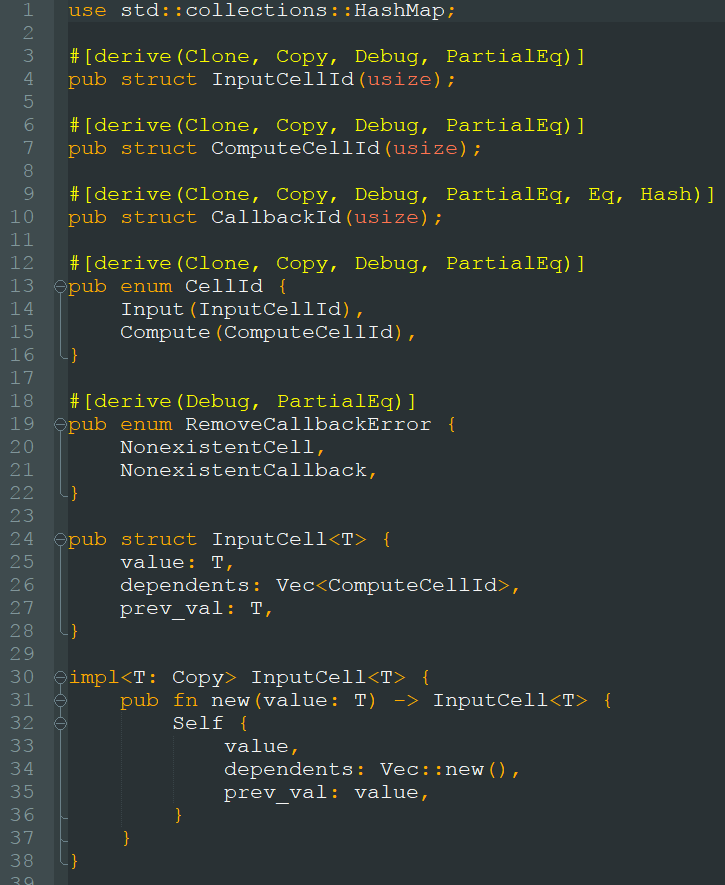 1 use std::collections::HashMap;
2
3 #[derive(Clone, Copy, Debug, PartialEq)]
4 pub struct InputCellId(usize);
5
6 #[derive(Clone, Copy, Debug, PartialEq)]
7 pub struct ComputeCellId(usize);
8
9 #[derive(Clone, Copy, Debug, PartialEq, Eq, Hash)]
10 pub struct CallbackId(usize);
11
12 #[derive(Clone, Copy, Debug, PartialEq)]
13 pub enum CellId {
14     Input(InputCellId),
15     Compute(ComputeCellId),
16 }
17
18 #[derive(Debug, PartialEq)]
19 pub enum RemoveCallbackError {
20     NonexistentCell,
21     NonexistentCallback,
22 }
23
24 pub struct InputCell<T> {
25     value: T,
26     dependents: Vec<ComputeCellId>,
27     prev_val: T,
28 }
29
30 impl<T: Copy> InputCell<T> {
31     pub fn new(value: T) -> InputCell<T> {
32         Self {
33             value,
34             dependents: Vec::new(),
35             prev_val: value,
36         }
37     }
38 }
39